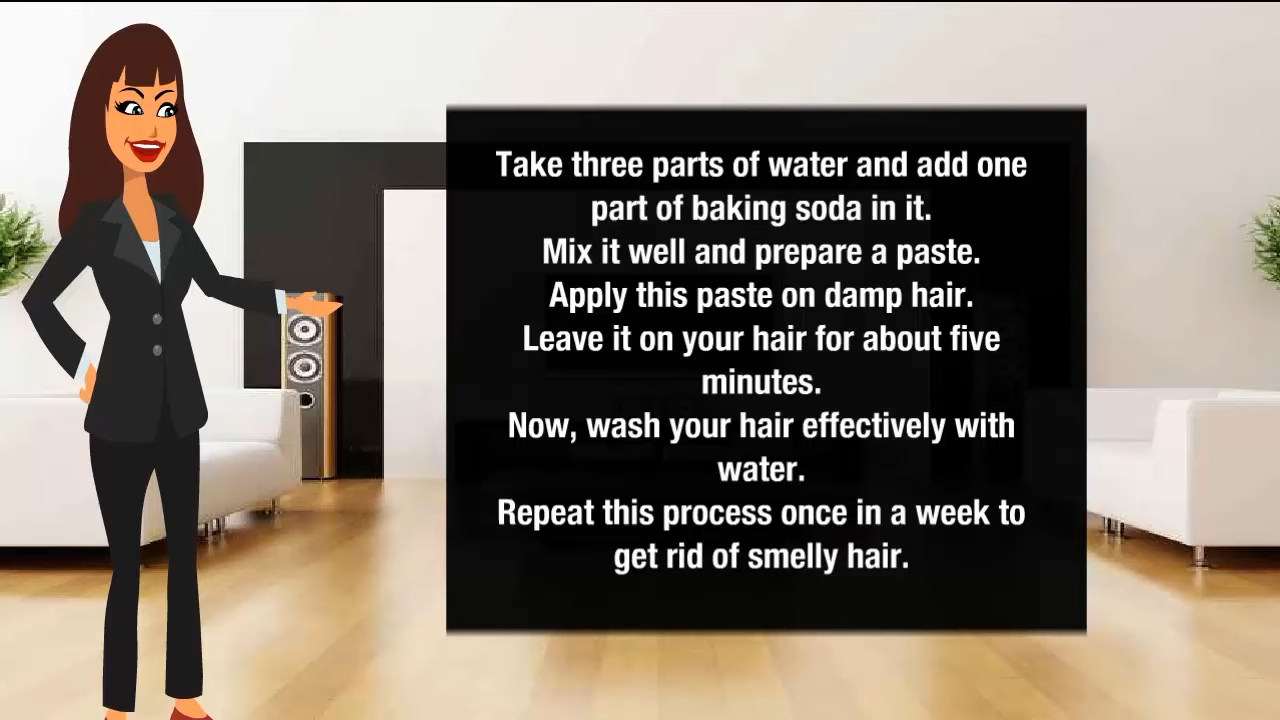 Take three parts of water and add one
part of baking soda in it.
Mix it well and prepare a paste.
Apply this paste on damp hair.
Leave it on your hair for about five
minutes.
Now, wash your hair effectively with
water.
Repeat this process once in a week to
get rid of smelly hair.